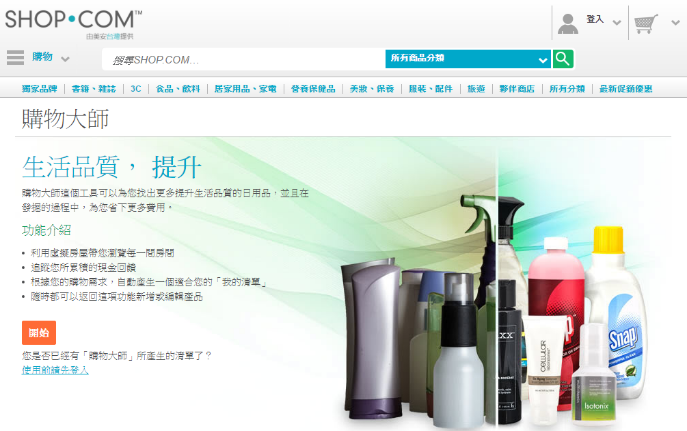 SHOP•COM™
由美安台灣提供
登入
購物
搜尋SHOP.COM...
所有商品分類
獨家品牌 | 書籍、雜誌 | 3C | 食品、飲料 | 居家用品、家電 | 營養保健品 | 美妝、保養 | 服裝、配件 | 旅遊 | 夥伴商店 | 所有分類 | 最新促銷優惠
購物大師
生活品質， 提升
購物大師這個工具可以為您找出更多提升生活品質的日用品，並且在
發掘的過程中，為您省下更多費用。
功能介紹
• 利用虛擬房屋帶您瀏覽每一間房間
• 追蹤您所累積的現金回饋
• 根據您的購物需求，自動產生一個適合您的「我的清單」
• 隨時都可以返回這項功能新增或編輯產品
開始
您是否已經有「購物大師」所產生的清單了？
使用前請先登入
Snap
Snap
Isotonix